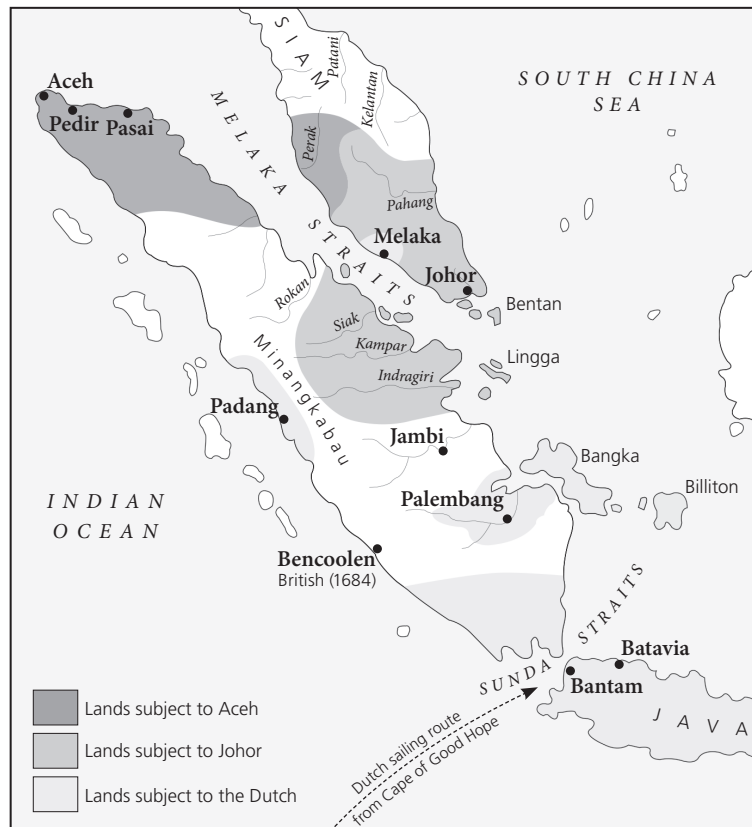 SIAM
Patani
Kelantan
SOUTH CHINA
SEA
Aceh
Pedir
Pasai
MELAKA STRAITS
Perak
Pahang
Melaka
Johor
Bentan
Rokan
Siak
Kampar
Lingga
Indragiri
Minangkabau
Padang
Jambi
Bangka
Billiton
Palembang
INDIAN
OCEAN
Bencoolen
British (1684)
SUNDA STRAITS
Batavia
Bantam
JAVA
Dutch sailing route
from Cape of Good Hope
Lands subject to Aceh
Lands subject to Johor
Lands subject to the Dutch